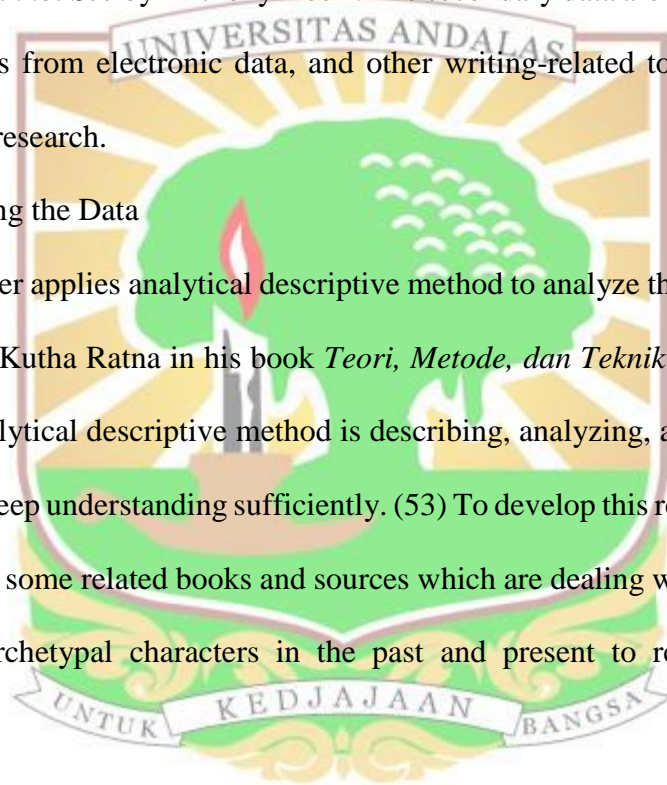 UNIVERSITAS ANDALAS
s from electronic data, and other writing-related to
research.
ng the Data
er applies analytical descriptive method to analyze th
Kutha Ratna in his book Teori, Metode, dan Teknik
lytical descriptive method is describing, analyzing, a
eep understanding sufficiently. (53) To develop this re
some related books and sources which are dealing w
rchetypal characters in the past and present to re
UNTUK KEDJAJAAN BANGSA